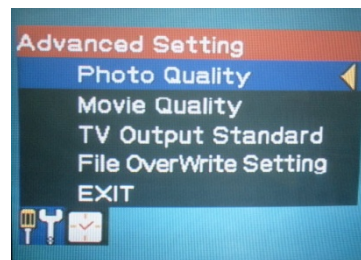 Advanced Setting
Photo Quality
Movie Quality
TV Output Standard
File OverWrite Setting
EXIT